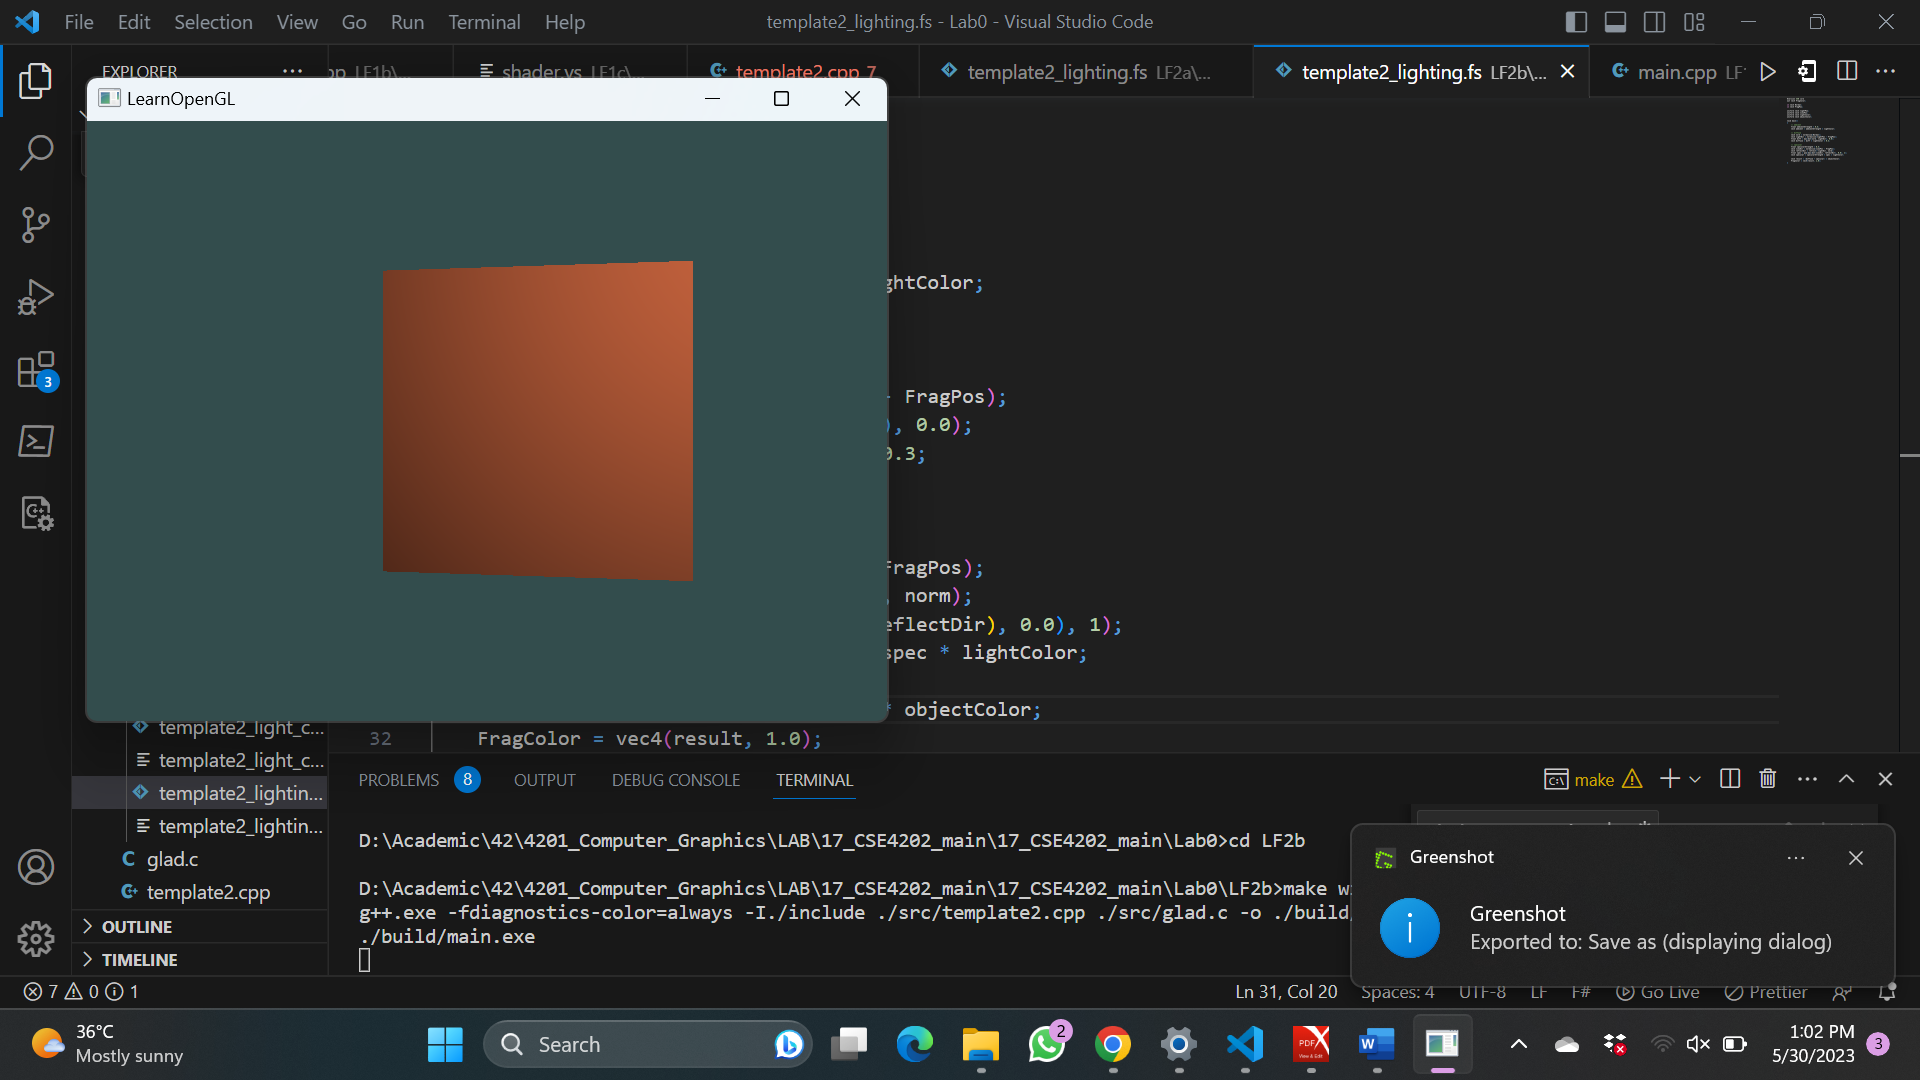 File Edit Selection View Go Run Terminal Help
template2_lighting.fs - Lab0 - Visual Studio Code
EXPLORER ···
LF1b\...
shader.vs LF1c\...
template2.cpp 7
template2_lighting.fs LF2a\...
template2_lighting.fs LF2b\...
main.cpp
LearnOpenGL
ghtColor;
- FragPos);
), 0.0);
0.3;
FragPos);
, norm);
eflectDir), 0.0), 1);
spec * lightColor;
* objectColor;
32 FragColor = vec4(result, 1.0);
3
template2_light_c...
template2_light_c...
template2_lightin...
template2_lightin...
glad.c
template2.cpp
OUTLINE
TIMELINE
PROBLEMS 8 OUTPUT DEBUG CONSOLE TERMINAL
make
D:\Academic\42\4201_Computer_Graphics\LAB\17_CSE4202_main\17_CSE4202_main\Lab0>cd LF2b
D:\Academic\42\4201_Computer_Graphics\LAB\17_CSE4202_main\17_CSE4202_main\Lab0\LF2b>make w
g++.exe -fdiagnostics-color=always -I./include ./src/template2.cpp ./src/glad.c -o ./build
./build/main.exe
Greenshot
Greenshot
Exported to: Save as (displaying dialog)
7 0 1
Ln 31, Col 20 Spaces: 4 UTF-8 LF F# Go Live Prettier
36°C
Mostly sunny
Search
2
PDF
View & Edit
W
1:02 PM
5/30/2023
3